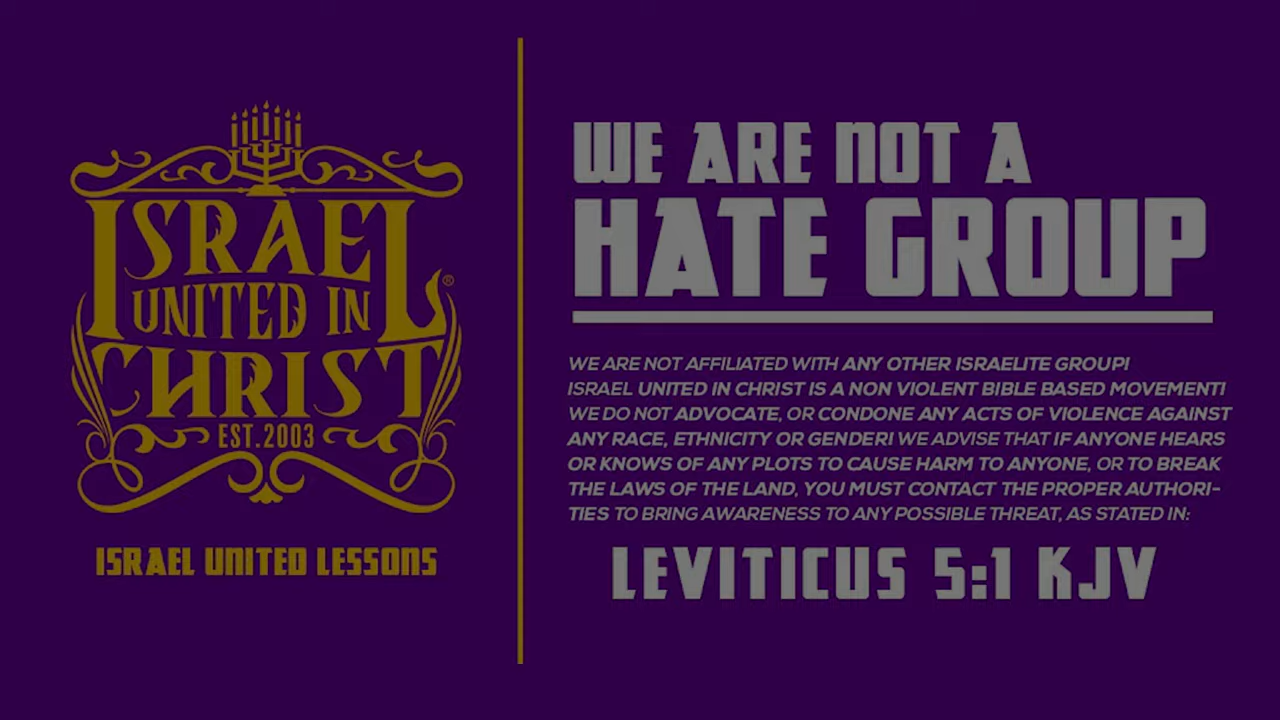 ISRAEL
UNITED IN
CHRIST
®
EST.2003
ISRAEL UNITED LESSONS
WE ARE NOT A
HATE GROUP
WE ARE NOT AFFILIATED WITH ANY OTHER ISRAELITE GROUP!
ISRAEL UNITED IN CHRIST IS A NON VIOLENT BIBLE BASED MOVEMENT!
WE DO NOT ADVOCATE, OR CONDONE ANY ACTS OF VIOLENCE AGAINST
ANY RACE, ETHNICITY OR GENDER! WE ADVISE THAT IF ANYONE HEARS
OR KNOWS OF ANY PLOTS TO CAUSE HARM TO ANYONE, OR TO BREAK
THE LAWS OF THE LAND, YOU MUST CONTACT THE PROPER AUTHORI-
TIES TO BRING AWARENESS TO ANY POSSIBLE THREAT, AS STATED IN:
LEVITICUS 5:1 KJV